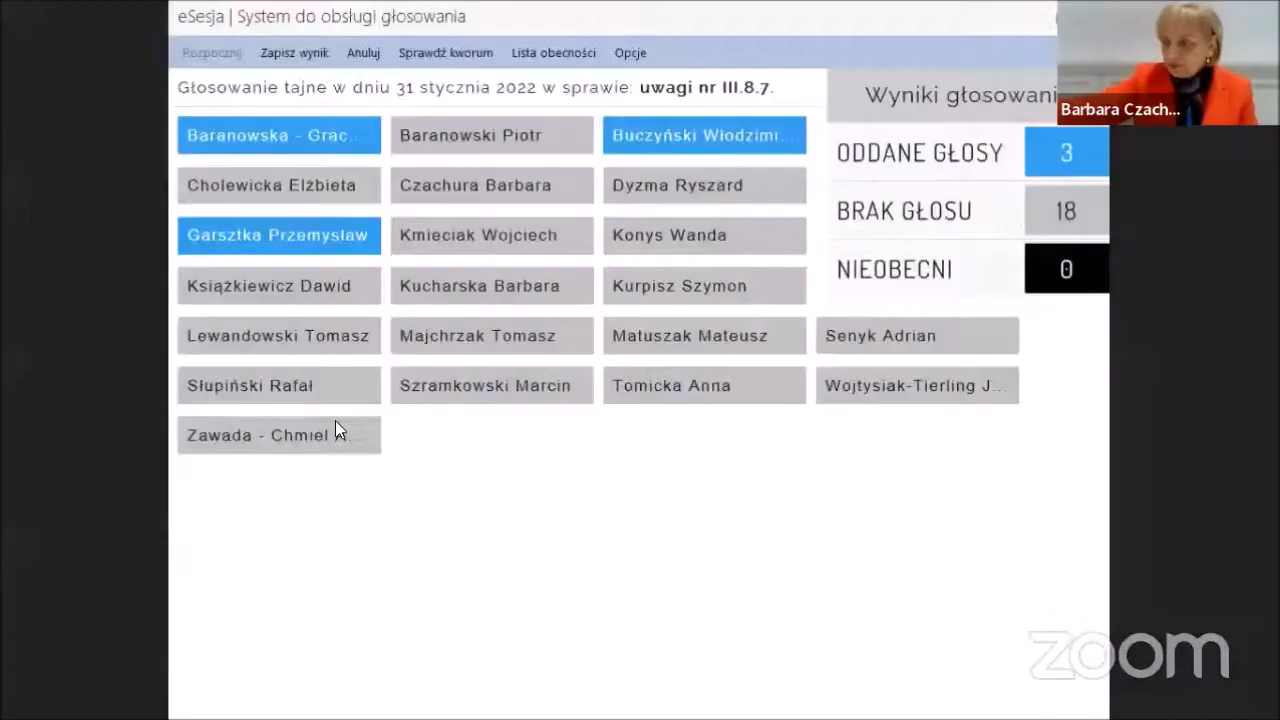 eSesja | System do obsługi głosowania
Rozpocznij Zapisz wynik Anuluj Sprawdź kworum Lista obecności Opcje
Głosowanie tajne w dniu 31 stycznia 2022 w sprawie: uwagi nr III.8.7.
Wyniki głosowani
Barbara Czach...
Baranowska - Grac... Baranowski Piotr Buczyński Włodzimi...
ODDANE GŁOSY 3
Cholewicka Elżbieta Czachura Barbara Dyzma Ryszard
BRAK GŁOSU 18
Garsztka Przemysław Kmieciak Wojciech Konys Wanda
NIEOBECNI 0
Książkiewicz Dawid Kucharska Barbara Kurpisz Szymon
Lewandowski Tomasz Majchrzak Tomasz Matuszak Mateusz Senyk Adrian
Słupiński Rafał Szramkowski Marcin Tomicka Anna Wojtysiak-Tierling J...
Zawada - Chmiel
zoom